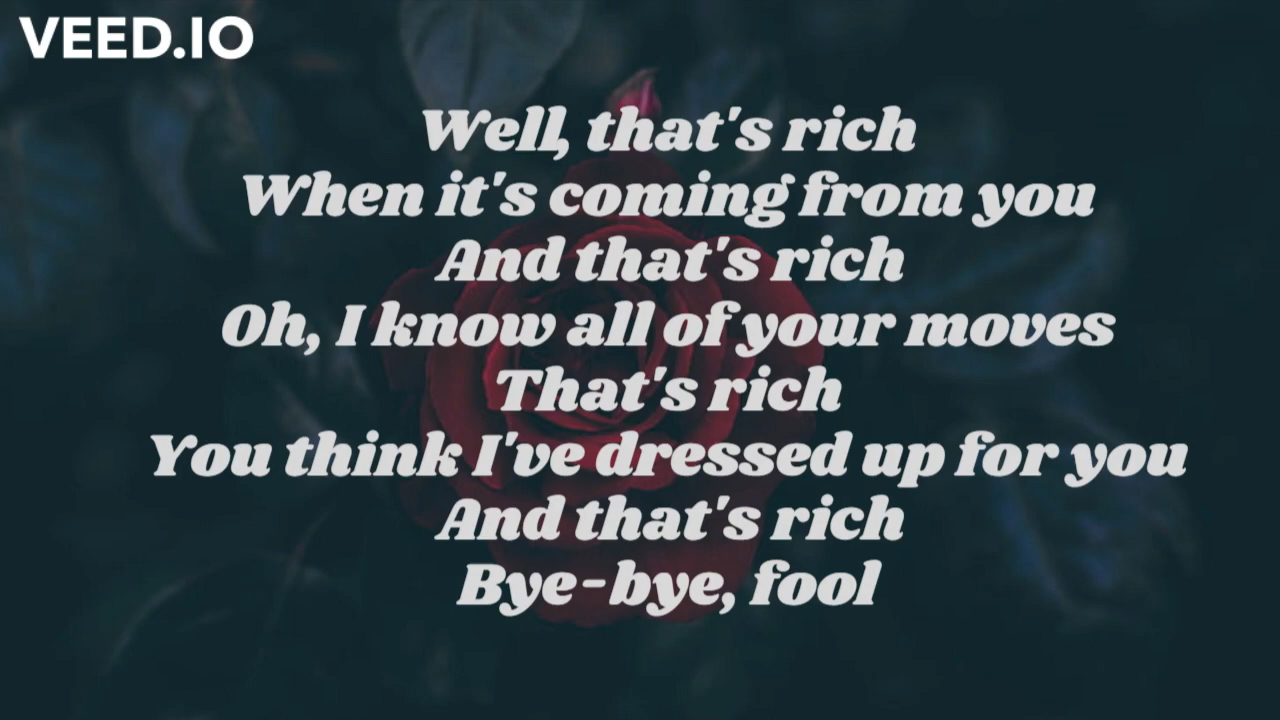 VEED.IO
Well, that's rich
When it's coming from you
And that's rich
Oh, I know all of your moves
That's rich
You think I've dressed up for you
And that's rich
Bye-bye, fool